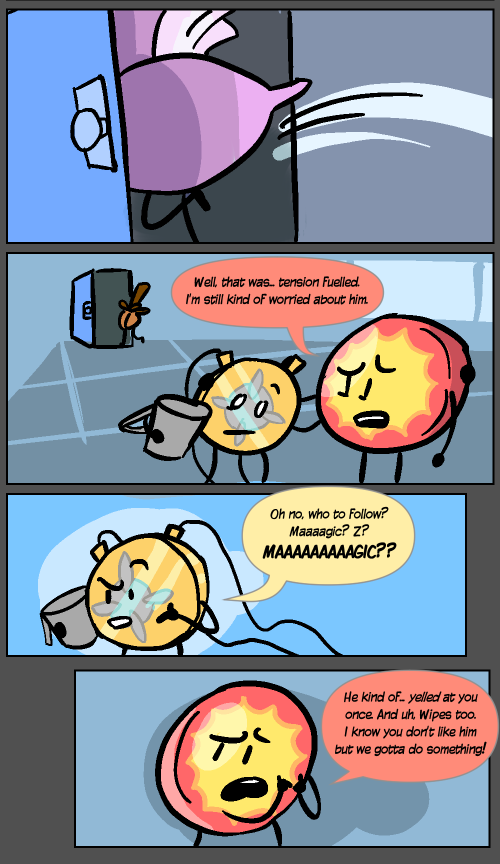 Well, that was... tension fuelled.
I'm still kind of worried about him.
Oh no, who to follow?
Maaaagic? Z?
MAAAAAAAAAGIC??
He kind of... yelled at you
once. And uh, Wipes too.
I know you don't like him
but we gotta do something!